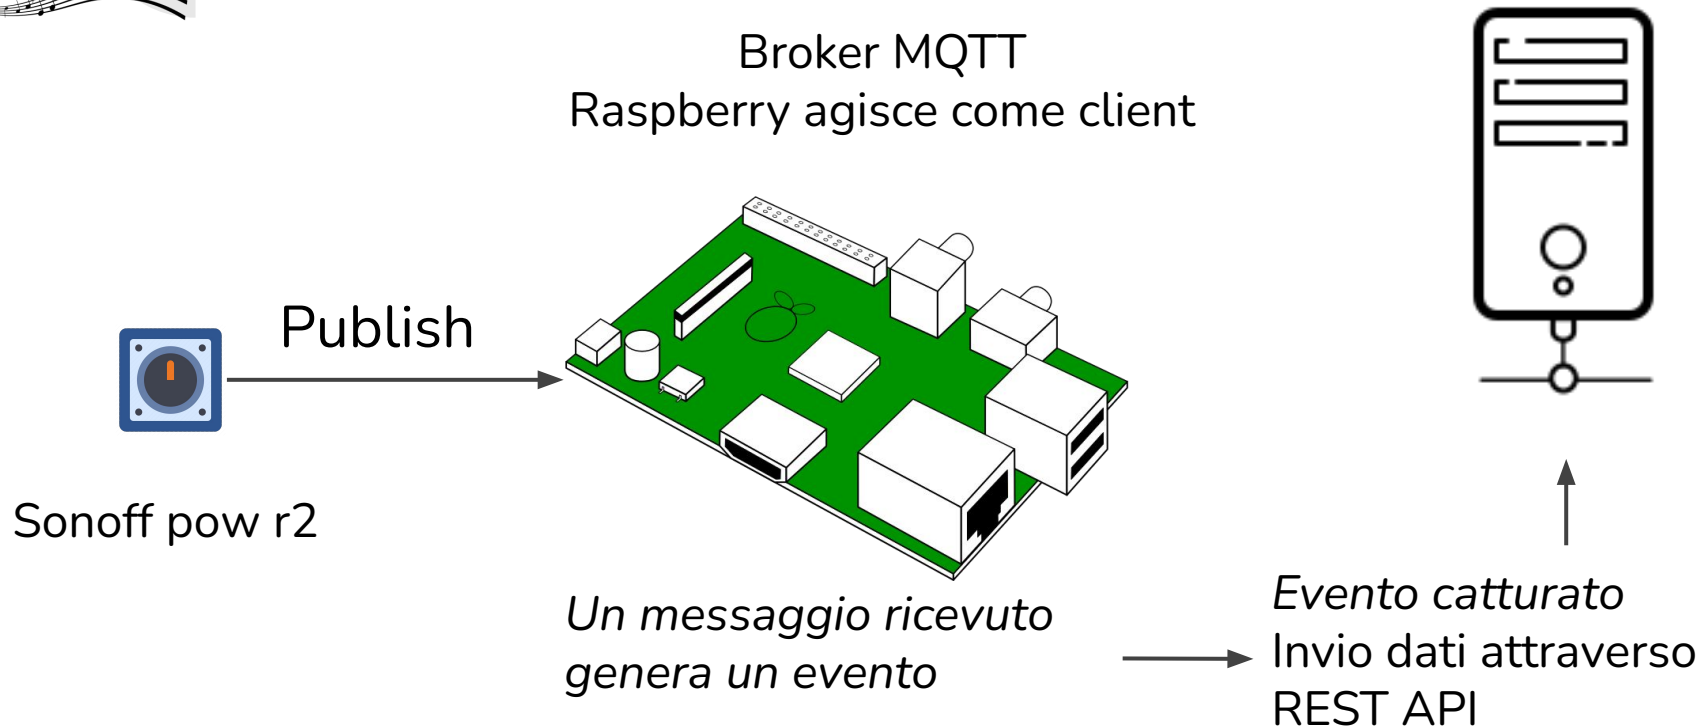 Broker MQTT
Raspberry agisce come client
Publish
Sonoff pow r2
Un messaggio ricevuto
genera un evento
Evento catturato
Invio dati attraverso
REST API